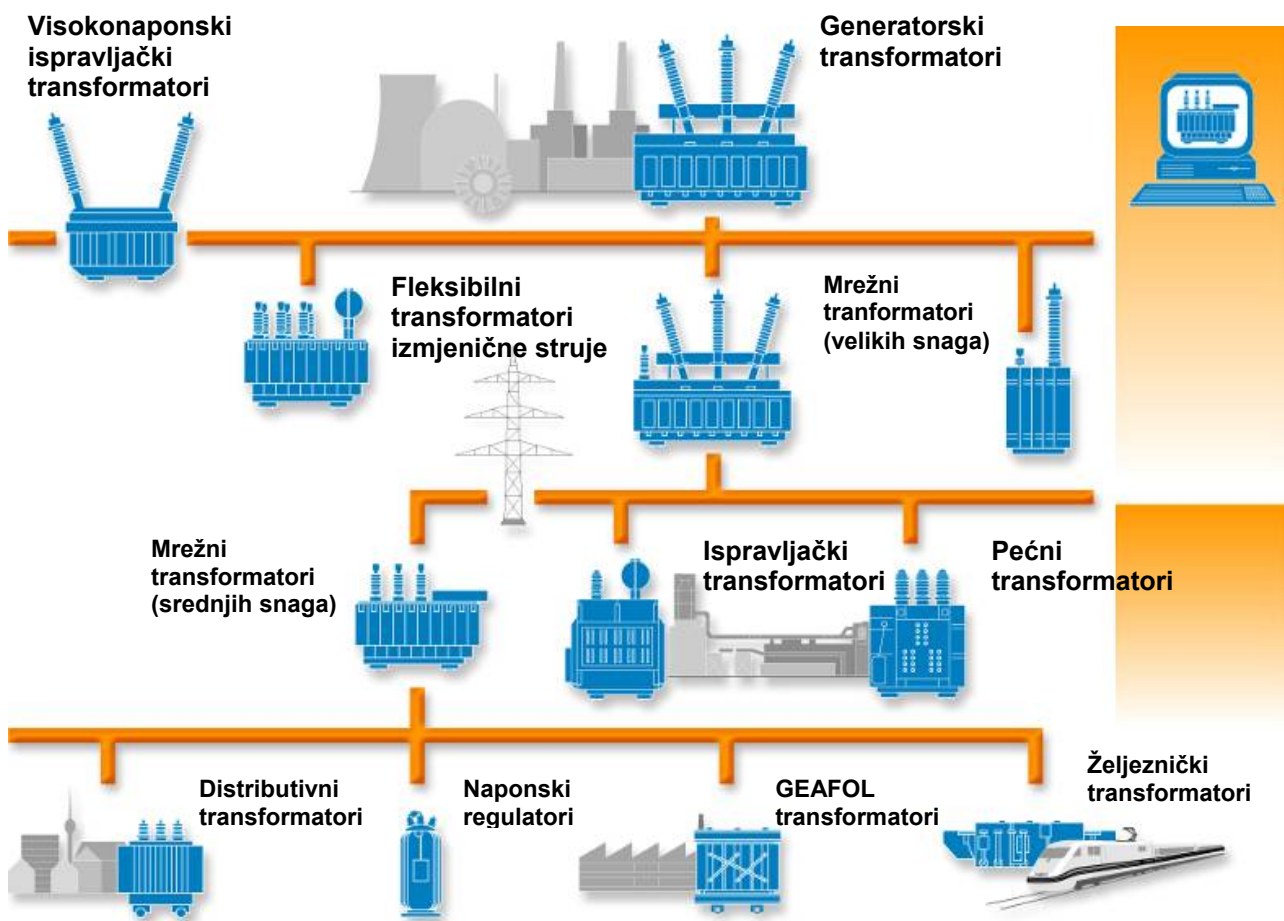 Visokonaponski
ispravljački
transformatori
Generatorski
transformatori
Fleksibilni
transformatori
izmjenične struje
Mrežni
tranformatori
(velikih snaga)
Mrežni
transformatori
(srednjih snaga)
Ispravljački
transformatori
Pećni
transformatori
Distributivni
transformatori
Naponski
regulatori
GEAFOL
transformatori
Željeznički
transformatori